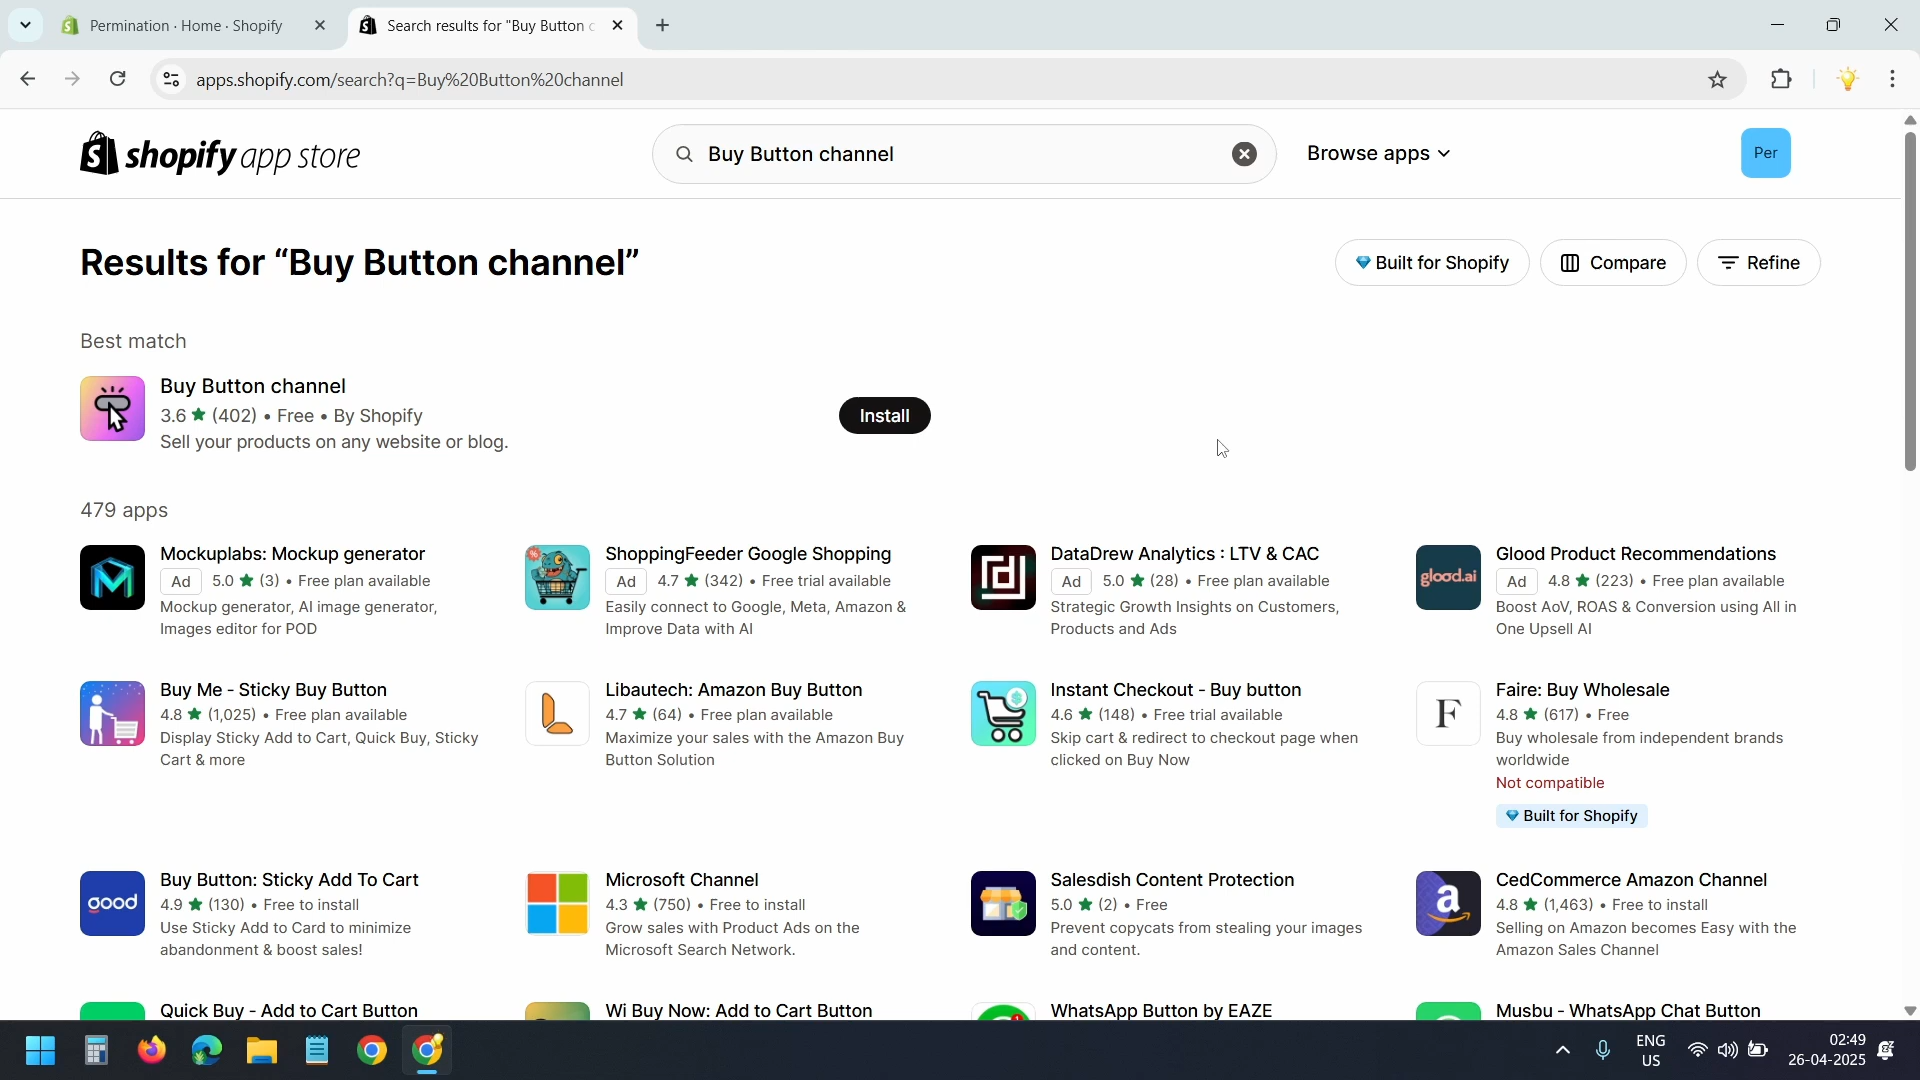 Permination · Home · Shopify
Search results for "Buy Button c
apps.shopify.com/search?q=Buy%20Button%20channel
shopify app store
Buy Button channel
Browse apps
Per
Results for “Buy Button channel”
Built for Shopify
Compare
Refine
Best match
Buy Button channel
3.6 ★ (402) • Free • By Shopify
Sell your products on any website or blog.
Install
479 apps
Mockuplabs: Mockup generator
Ad 5.0 ★ (3) • Free plan available
Mockup generator, AI image generator,
Images editor for POD
ShoppingFeeder Google Shopping
Ad 4.7 ★ (342) • Free trial available
Easily connect to Google, Meta, Amazon &
Improve Data with AI
DataDrew Analytics : LTV & CAC
Ad 5.0 ★ (28) • Free plan available
Strategic Growth Insights on Customers,
Products and Ads
glood.ai
Glood Product Recommendations
Ad 4.8 ★ (223) • Free plan available
Boost AoV, ROAS & Conversion using All in
One Upsell AI
Buy Me - Sticky Buy Button
4.8 ★ (1,025) • Free plan available
Display Sticky Add to Cart, Quick Buy, Sticky
Cart & more
Libautech: Amazon Buy Button
4.7 ★ (64) • Free plan available
Maximize your sales with the Amazon Buy
Button Solution
Instant Checkout - Buy button
4.6 ★ (148) • Free trial available
Skip cart & redirect to checkout page when
clicked on Buy Now
F
Faire: Buy Wholesale
4.8 ★ (617) • Free
Buy wholesale from independent brands
worldwide
Not compatible
Built for Shopify
good
Buy Button: Sticky Add To Cart
4.9 ★ (130) • Free to install
Use Sticky Add to Card to minimize
abandonment & boost sales!
Microsoft Channel
4.3 ★ (750) • Free to install
Grow sales with Product Ads on the
Microsoft Search Network.
Salesdish Content Protection
5.0 ★ (2) • Free
Prevent copycats from stealing your images
and content.
a
CedCommerce Amazon Channel
4.8 ★ (1,463) • Free to install
Selling on Amazon becomes Easy with the
Amazon Sales Channel
Quick Buy - Add to Cart Button
Wi Buy Now: Add to Cart Button
WhatsApp Button by EAZE
Musbu - WhatsApp Chat Button
ENG
US
02:49
26-04-2025